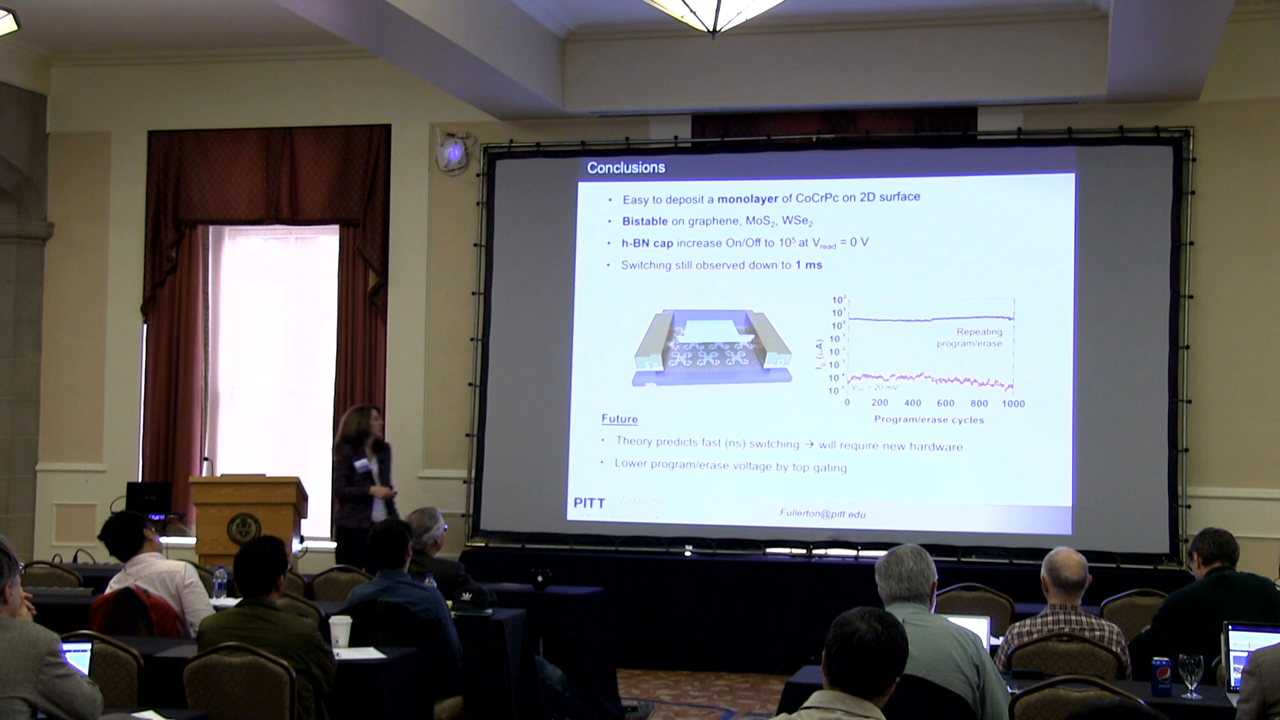 Conclusions
• Easy to deposit a monolayer of CoCrPc on 2D surface
• Bistable on graphene, MoS2, WSe2
• h-BN cap increase On/Off to 10⁵ at Vread = 0 V
• Switching still observed down to 1 ms
Repeating
program/erase
0 200 400 600 800 1000
Program/erase cycles
Future
• Theory predicts fast (ns) switching → will require new hardware
• Lower program/erase voltage by top gating
PITT
Fullerton@pitt.edu